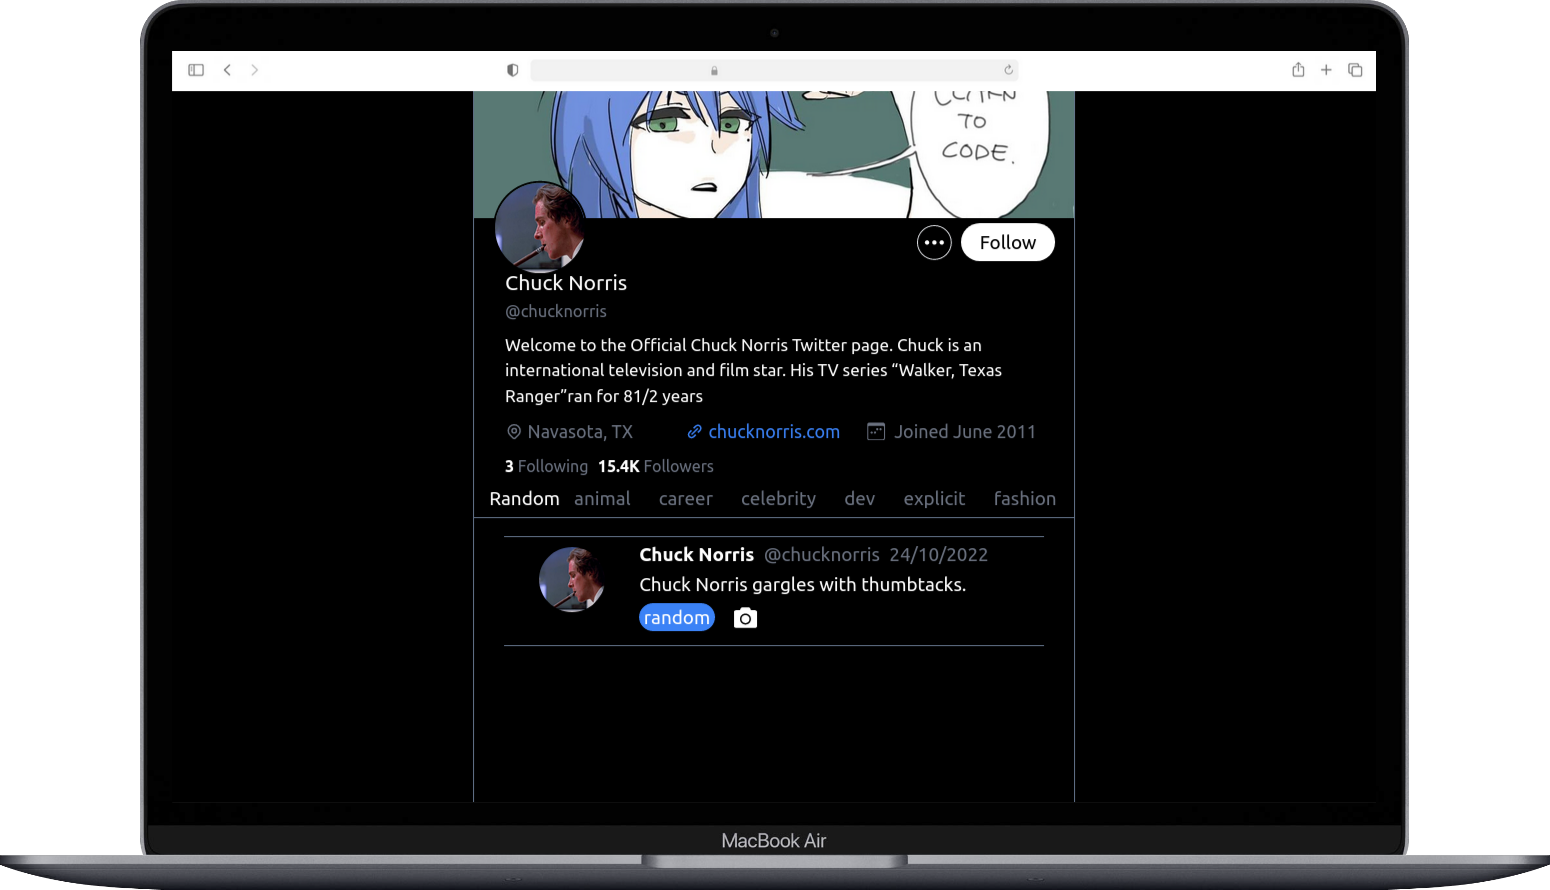 TO
CODE.
Follow
Chuck Norris
@chucknorris
Welcome to the Official Chuck Norris Twitter page. Chuck is an
international television and film star. His TV series “Walker, Texas
Ranger”ran for 81/2 years
Navasota, TX chucknorris.com Joined June 2011
3 Following 15.4K Followers
Random animal career celebrity dev explicit fashion
Chuck Norris @chucknorris 24/10/2022
Chuck Norris gargles with thumbtacks.
random
MacBook Air